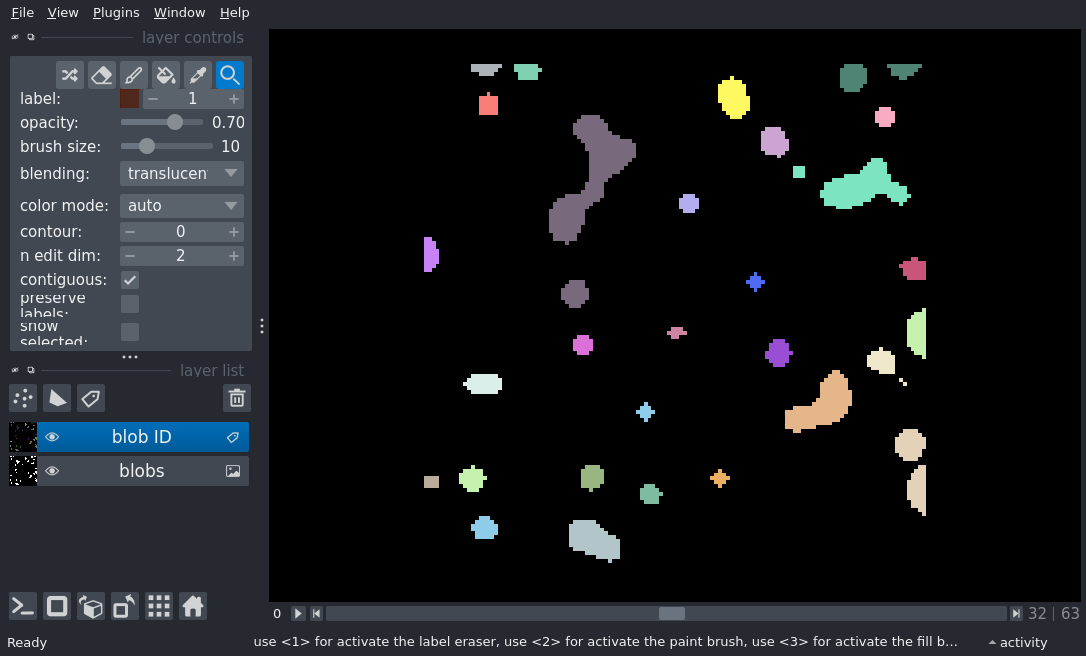 File View Plugins Window Help
layer controls
label: 1
opacity: 0.70
brush size: 10
blending: translucen
color mode: auto
contour: 0
n edit dim: 2
contiguous:
preserve
labels:
show
selected:
layer list
blob ID
blobs
0 32 | 63
Ready use <1> for activate the label eraser, use <2> for activate the paint brush, use <3> for activate the fill b... activity